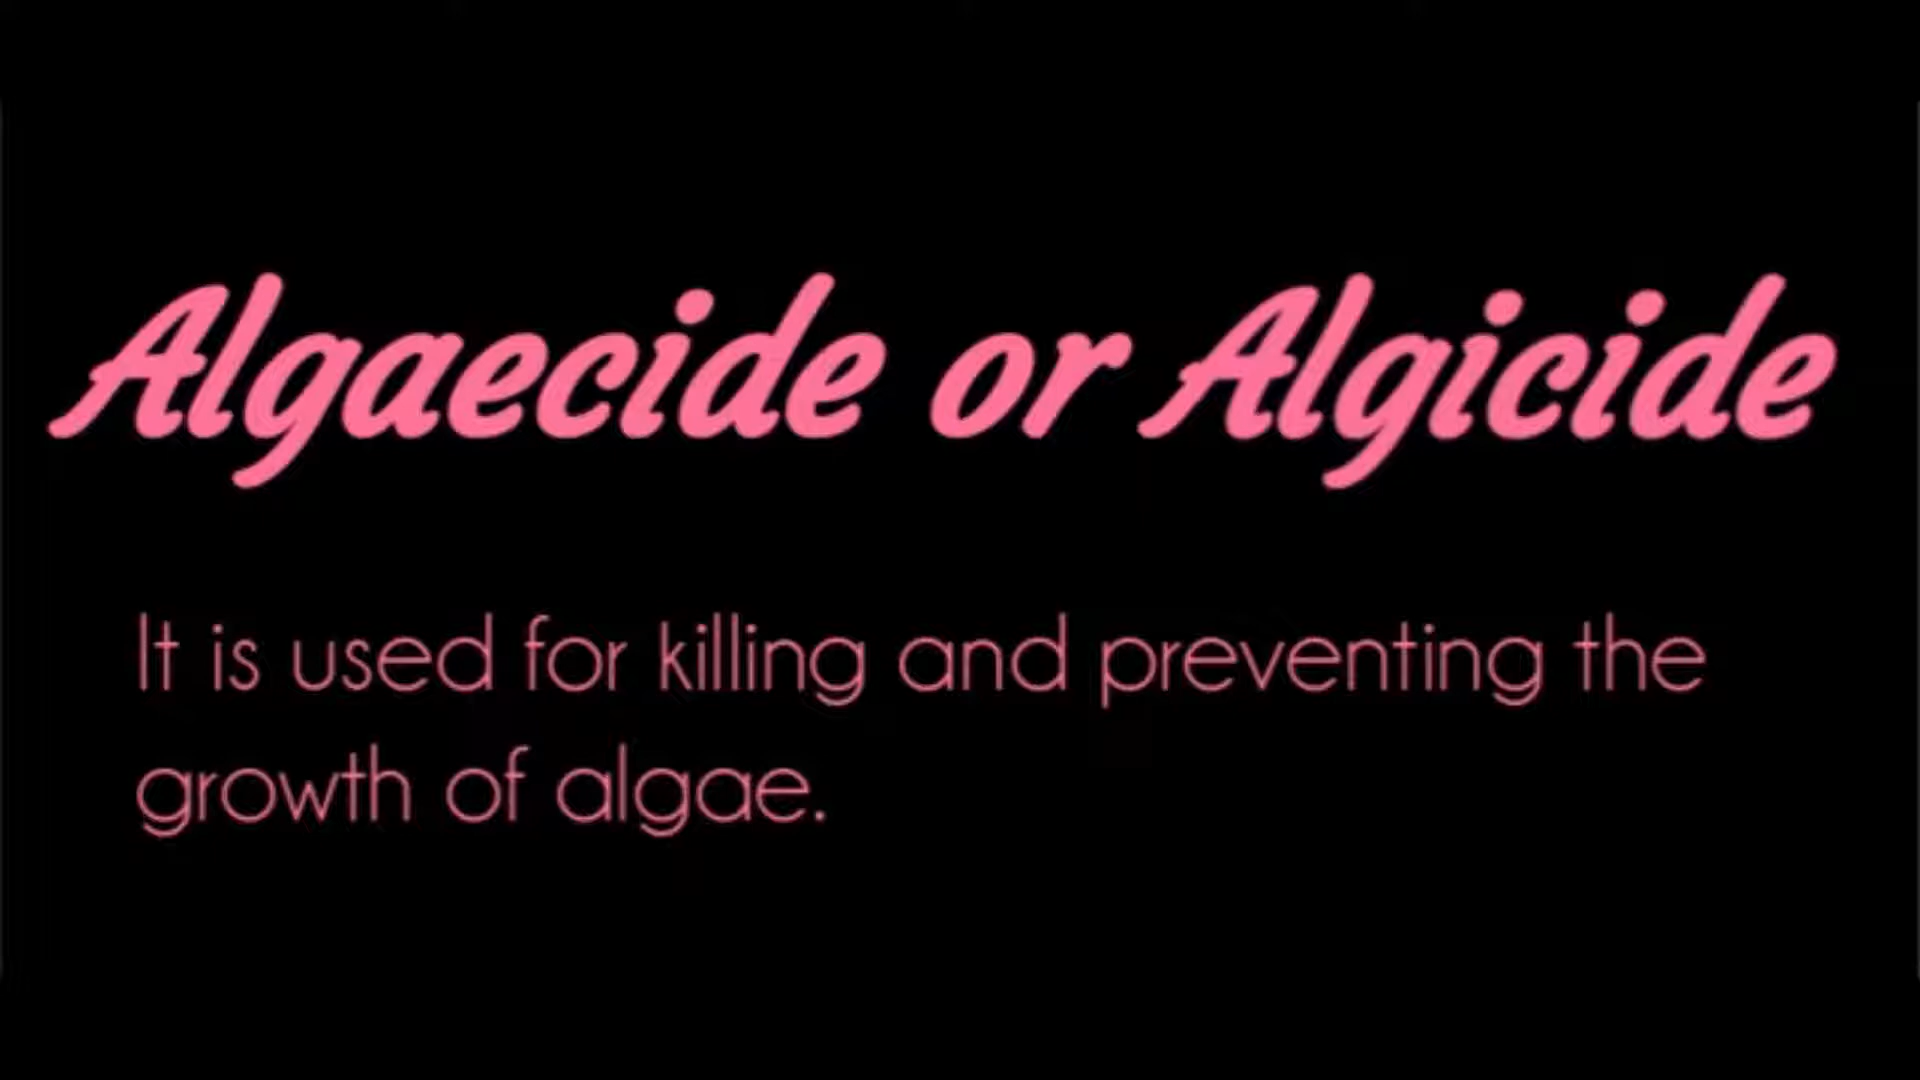 Algaecide or Algicide
It is used for killing and preventing the
growth of algae.